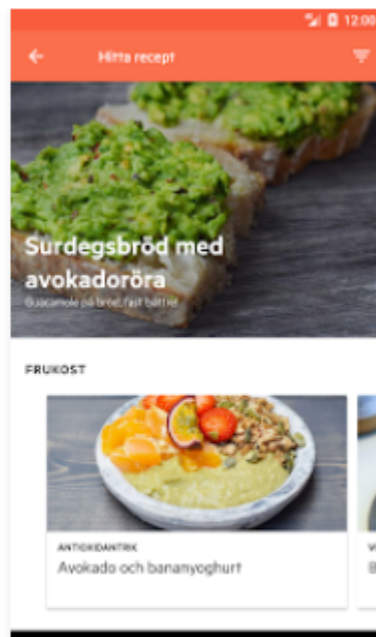 12:00
Hitta recept
Surdegsbröd med
avokadoröra
Guacamole på bröd, fast bättre!
FRUKOST
ANTIOXIDANTRIK
Avokado och bananyoghurt